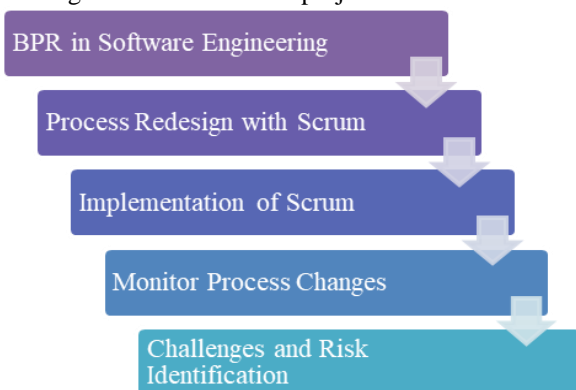 BPR in Software Engineering
Process Redesign with Scrum
Implementation of Scrum
Monitor Process Changes
Challenges and Risk
Identification